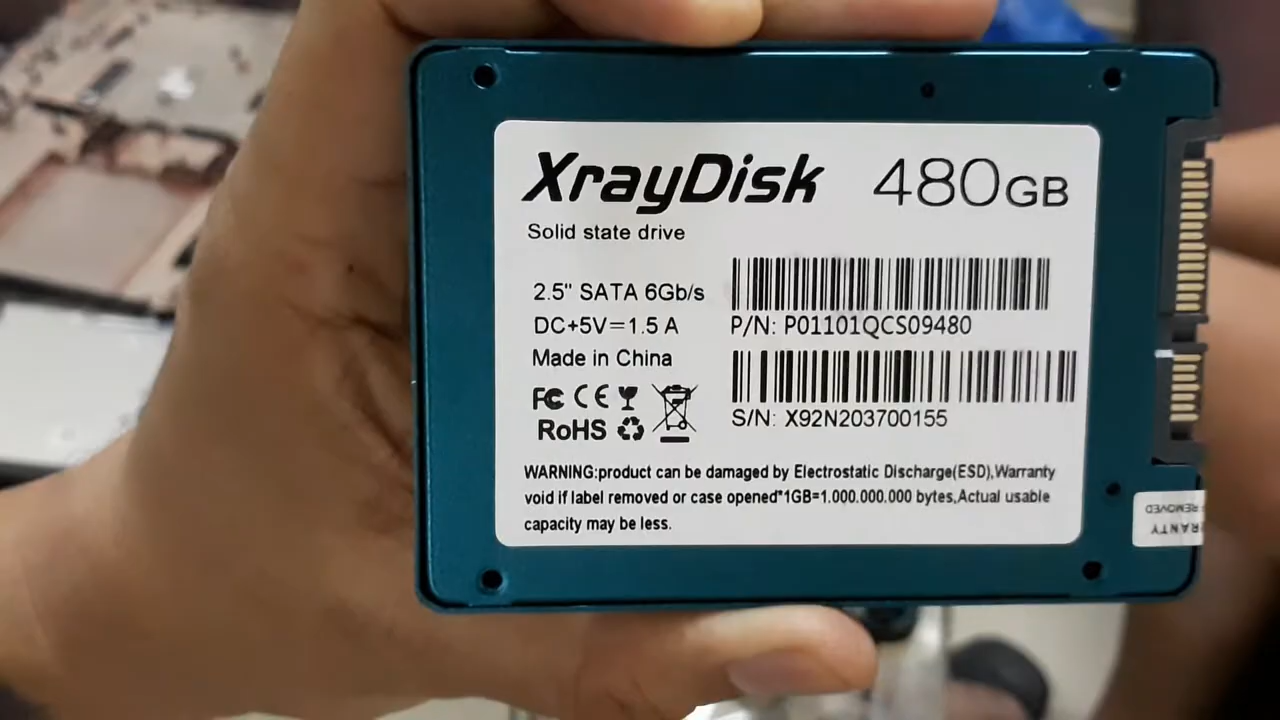 XrayDisk 480GB
Solid state drive
2.5" SATA 6Gb/s
DC+5V=1.5 A
Made in China
FC CE
RoHS
P/N: P01101QCS09480
S/N: X92N203700155
WARNING:product can be damaged by Electrostatic Discharge(ESD),Warranty
void if label removed or case opened*1GB=1.000.000.000 bytes,Actual usable
capacity may be less.
REMOVED